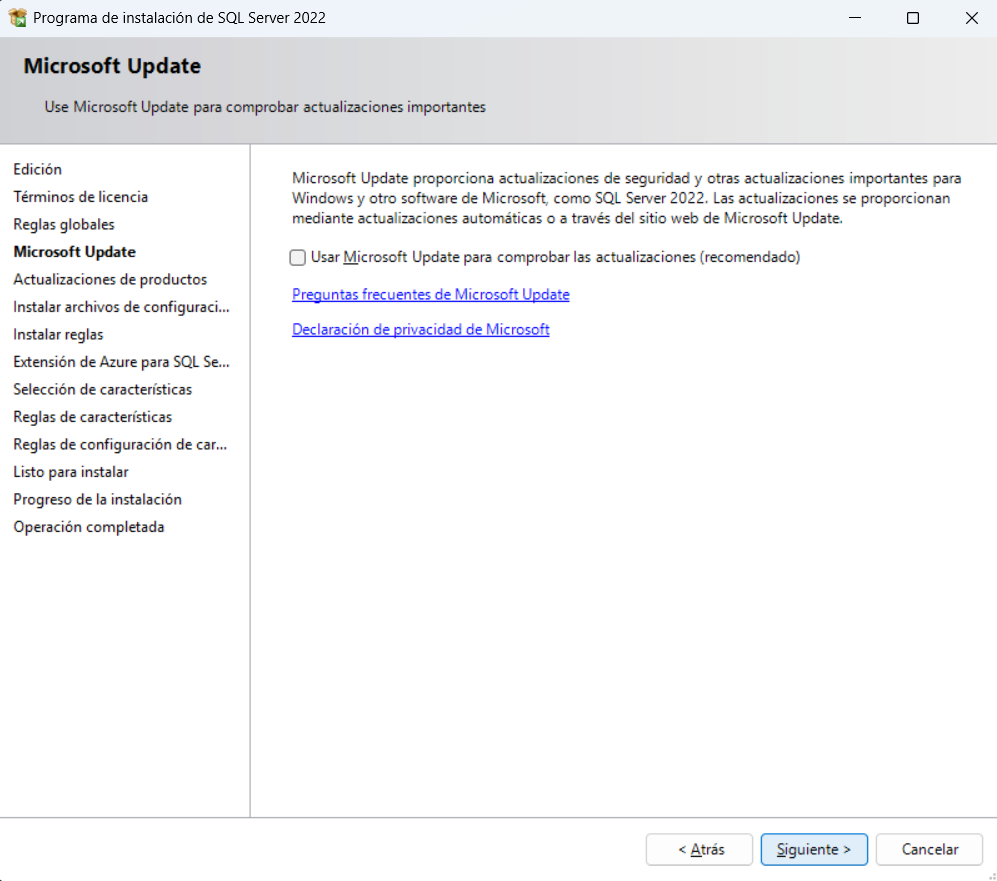 Programa de instalación de SQL Server 2022
Microsoft Update
Use Microsoft Update para comprobar actualizaciones importantes
Edición
Términos de licencia
Reglas globales
Microsoft Update
Actualizaciones de productos
Instalar archivos de configuraci...
Instalar reglas
Extensión de Azure para SQL Se...
Selección de características
Reglas de características
Reglas de configuración de car...
Listo para instalar
Progreso de la instalación
Operación completada
Microsoft Update proporciona actualizaciones de seguridad y otras actualizaciones importantes para
Windows y otro software de Microsoft, como SQL Server 2022. Las actualizaciones se proporcionan
mediante actualizaciones automáticas o a través del sitio web de Microsoft Update.
Usar Microsoft Update para comprobar las actualizaciones (recomendado)
Preguntas frecuentes de Microsoft Update
Declaración de privacidad de Microsoft
< Atrás
Siguiente >
Cancelar